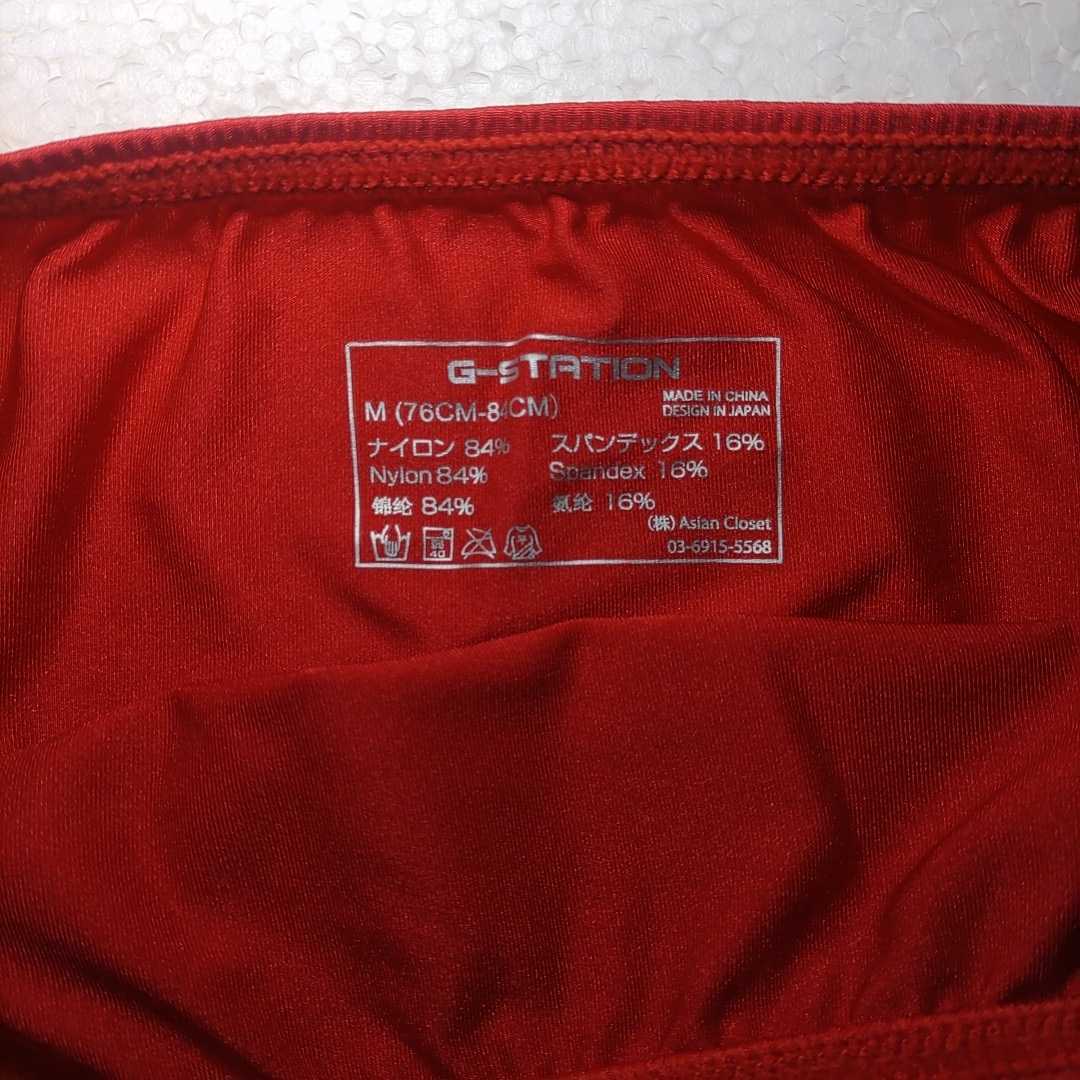 G-STATION
M (76CM-84CM)
MADE IN CHINA
DESIGN IN JAPAN
ナイロン 84% スパンデックス 16%
Nylon 84% Spandex 16%
锦纶 84% 氨纶 16%
(株) Asian Closet
03-6915-5568
40